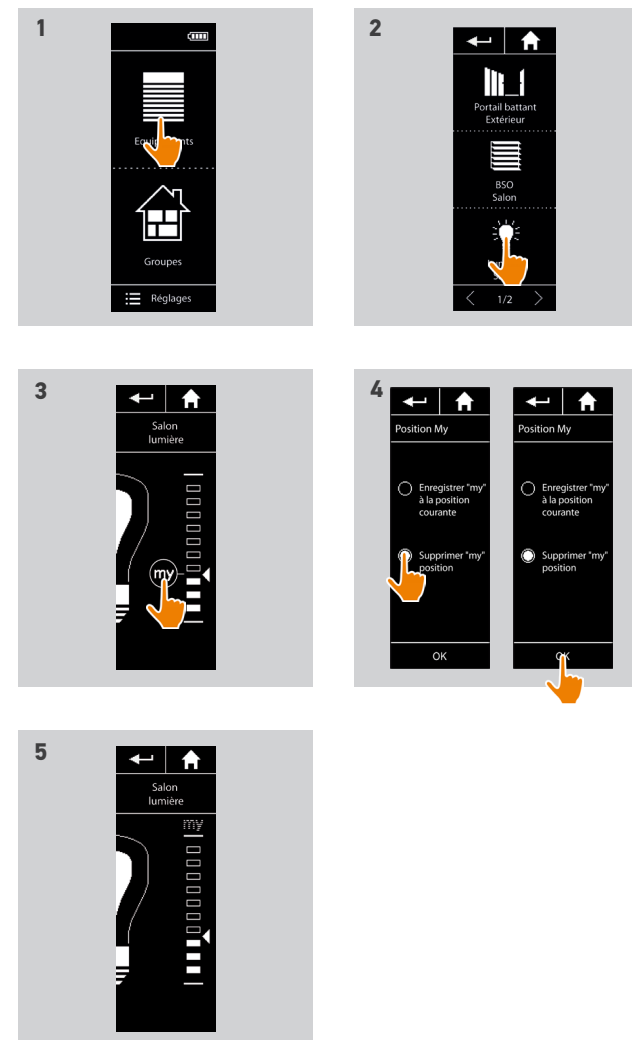 1
Groupes
Réglages
2
Portail battant
Extérieur
BSO
Salon
1/2
3
Salon
lumière
my
4
Position My
Enregistrer "my"
à la position
courante
Supprimer "my"
position
OK
Position My
Enregistrer "my"
à la position
courante
Supprimer "my"
position
OK
5
Salon
lumière
my